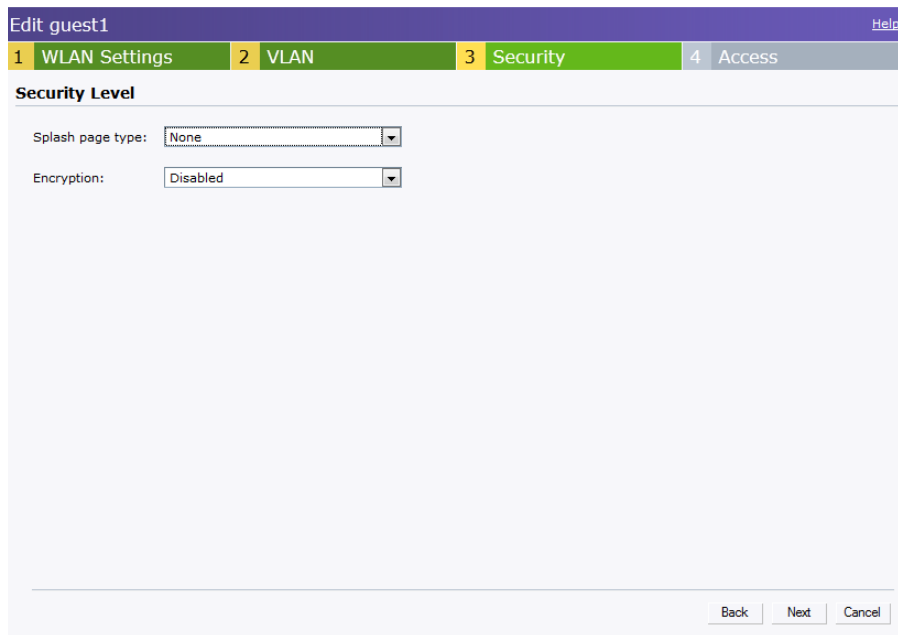 Edit guest1 Help
1 WLAN Settings 2 VLAN 3 Security 4 Access
Security Level
Splash page type: None
Encryption: Disabled
Back Next Cancel